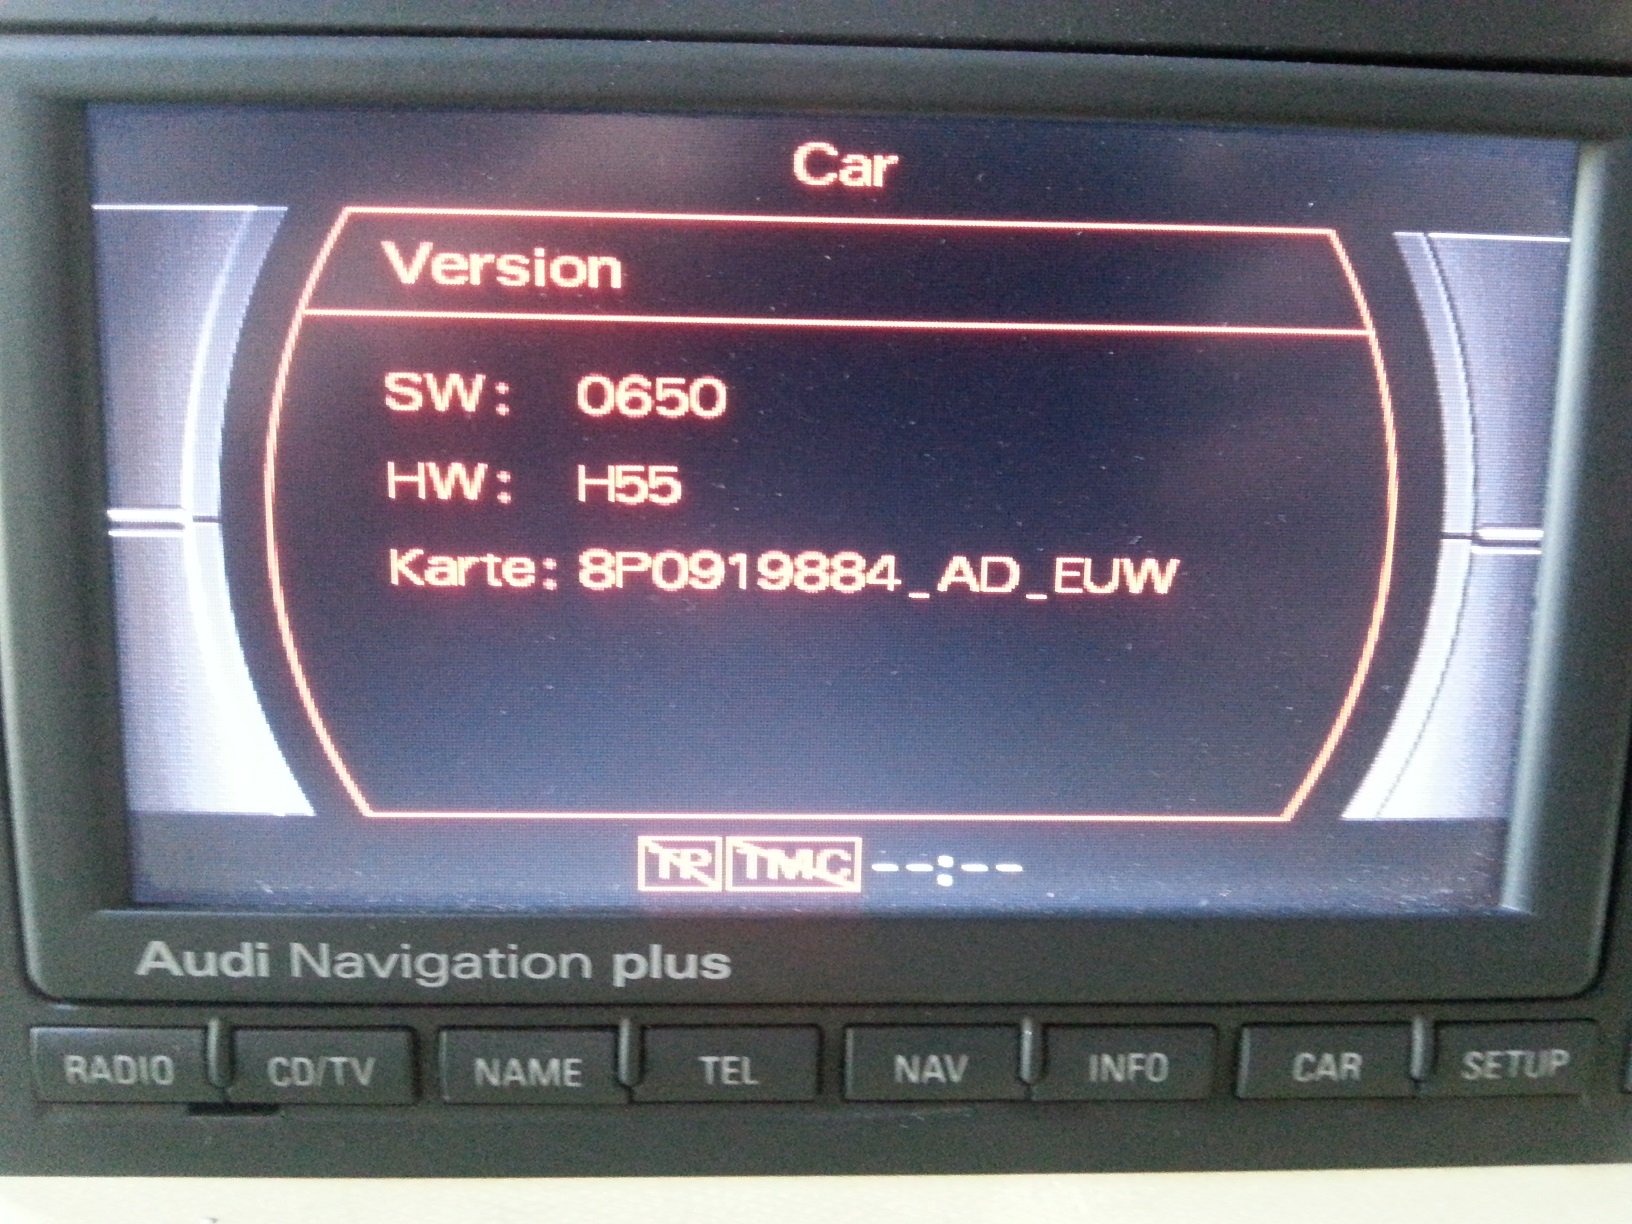 Car
Version
SW: 0650
HW: H55
Karte: 8P0919884_AD_EUW
TP TMC --:--
Audi Navigation plus
RADIO CD/TV NAME TEL NAV INFO CAR SETUP